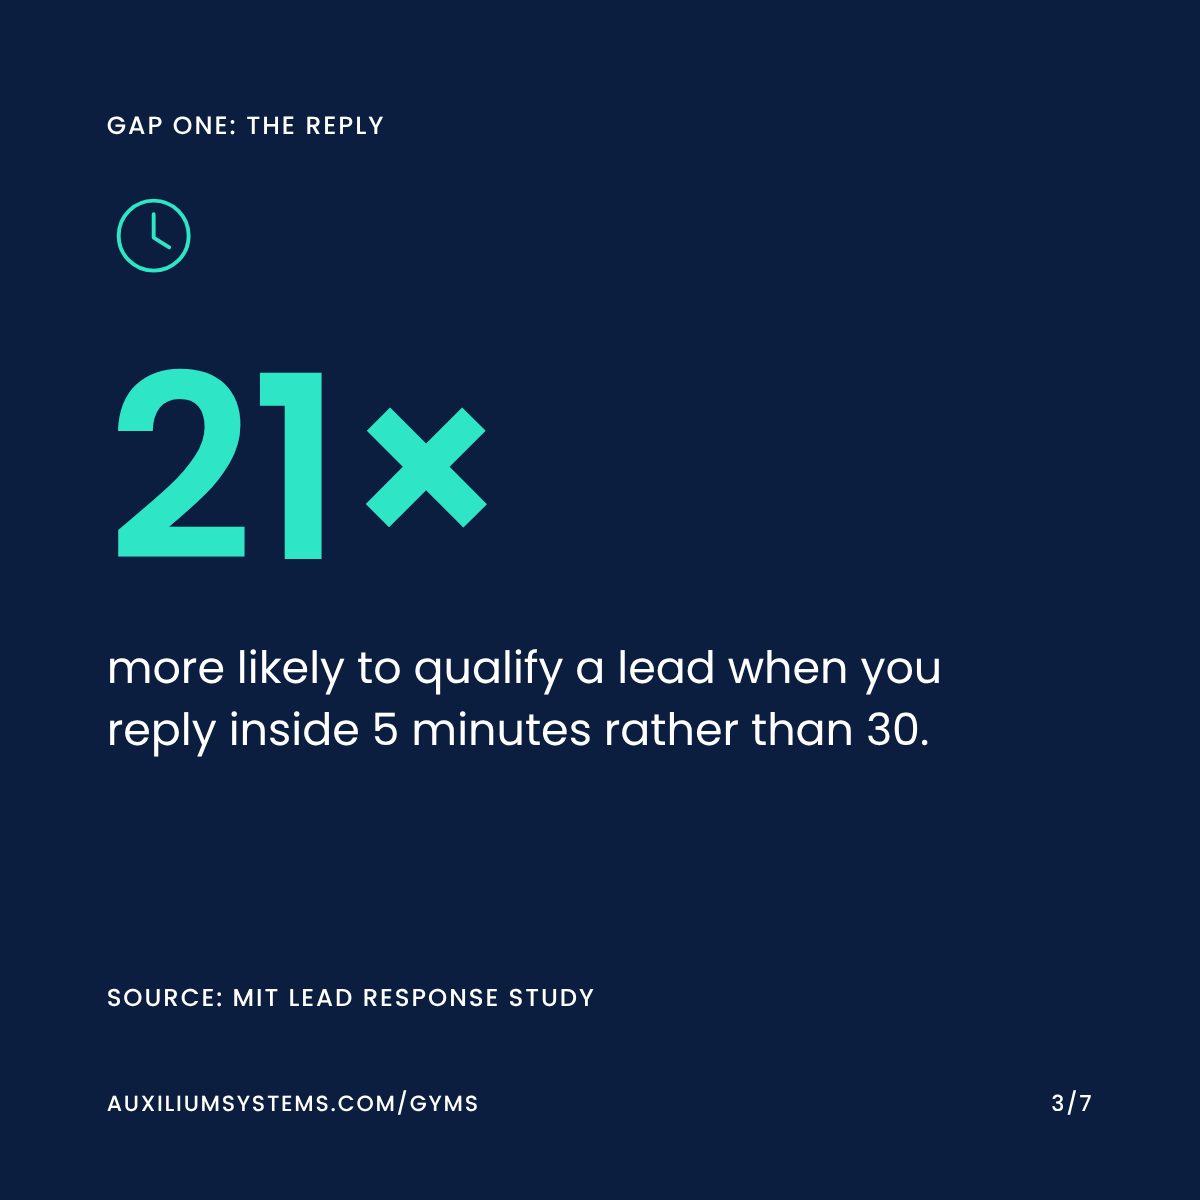 GAP ONE: THE REPLY
21×
more likely to qualify a lead when you
reply inside 5 minutes rather than 30.
SOURCE: MIT LEAD RESPONSE STUDY
AUXILIUMSYSTEMS.COM/GYMS
3/7